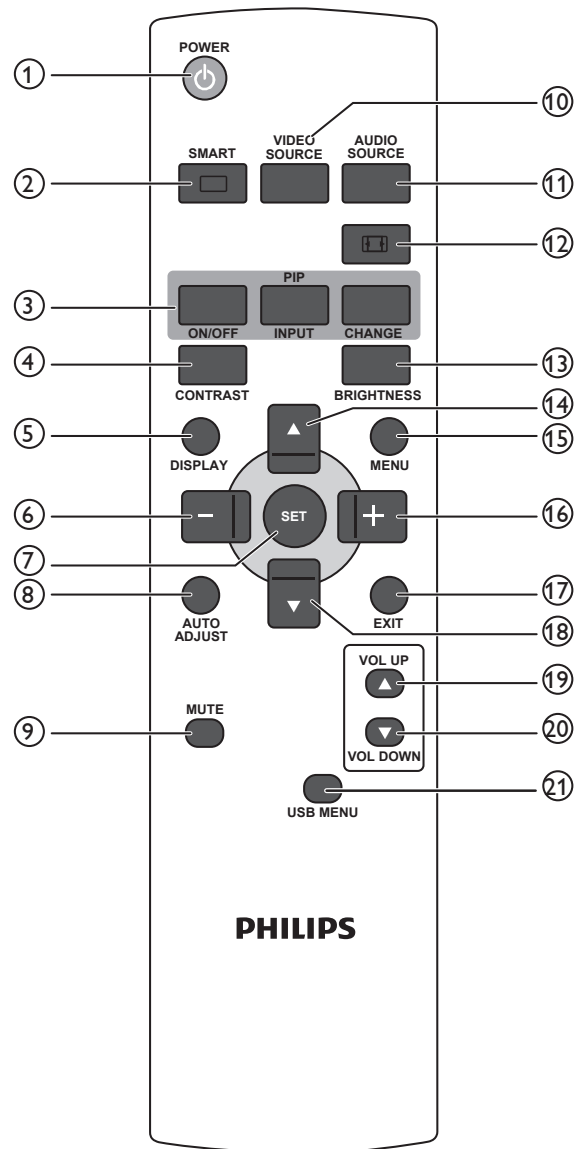 POWER
1
10
VIDEO
SOURCE
AUDIO
SOURCE
SMART
2
11
12
PIP
3
ON/OFF
INPUT
CHANGE
4
13
CONTRAST
BRIGHTNESS
14
5
15
DISPLAY
MENU
6
−
SET
+
16
7
8
17
AUTO
ADJUST
EXIT
18
VOL UP
19
MUTE
9
20
VOL DOWN
21
USB MENU
PHILIPS